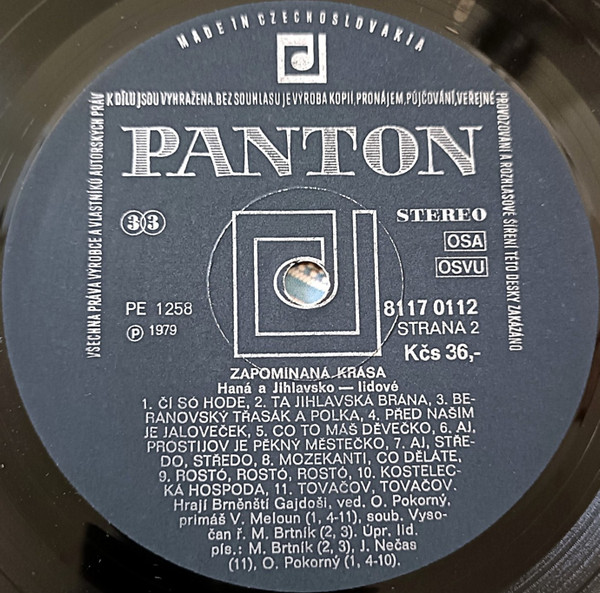 MADE IN CZECHOSLOVAKIA
VŠECHNA PRÁVA VÝROBCE A VLASTNÍKŮ AUTORSKÝCH PRÁV
K DÍLU JSOU VYHRAŽENA. BEZ SOUHLASU JE VÝROBA KOPIÍ, PRONÁJEM, PŮJČOVÁNÍ, VEŘEJNÉ
PROVOZOVÁNÍ A ROZHLASOVÉ ŠÍŘENÍ TÉTO DESKY ZAKÁZÁNO
PANTON
33
STEREO
OSA
OSVU
PE 1258
Ⓟ 1979
8117 0112
STRANA 2
Kčs 36,-
ZAPOMÍNANÁ KRÁSA
Haná a Jihlavsko — lidové
1. ČÍ SÓ HODE, 2. TA JIHLAVSKÁ BRÁNA, 3. BE-
RANOVSKÝ TŘASÁK A POLKA, 4. PŘED NAŠIM
JE JALOVEČEK, 5. CO TO MÁŠ DĚVEČKO, 6. AJ,
PROSTIJOV JE PĚKNÝ MĚSTEČKO, 7. AJ, STŘE-
DO, STŘEDO, 8. MOZEKANTI, CO DĚLÁTE,
9. ROSTÓ, ROSTÓ, ROSTÓ, 10. KOSTELEC-
KÁ HOSPODA, 11. TOVAČOV, TOVAČOV.
Hrají Brněnští Gajdoši, ved. O. Pokorný,
primáš V. Meloun (1, 4-11), soub. Vyso-
čan ř. M. Brtník (2, 3). Úpr. lid.
pís.: M. Brtník (2, 3), J. Nečas
(11), O. Pokorný (1, 4-10).